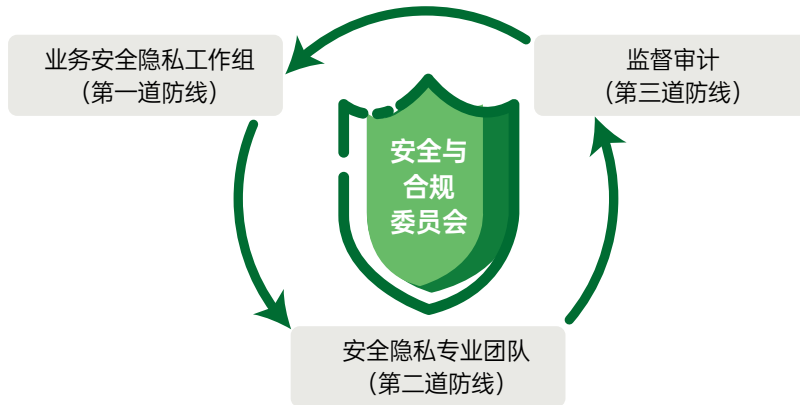 业务安全隐私工作组
（第一道防线）
监督审计
（第三道防线）
安全与
合规
委员会
安全隐私专业团队
（第二道防线）